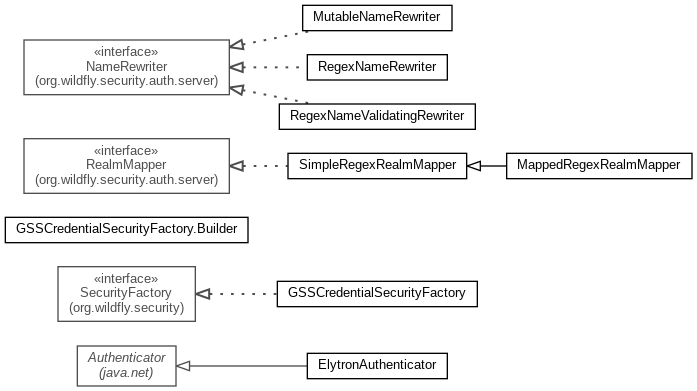 MutableNameRewriter
«interface»
NameRewriter
(org.wildfly.security.auth.server)
RegexNameRewriter
RegexNameValidatingRewriter
«interface»
RealmMapper
(org.wildfly.security.auth.server)
SimpleRegexRealmMapper
MappedRegexRealmMapper
GSSCredentialSecurityFactory.Builder
«interface»
SecurityFactory
(org.wildfly.security)
GSSCredentialSecurityFactory
Authenticator
(java.net)
ElytronAuthenticator